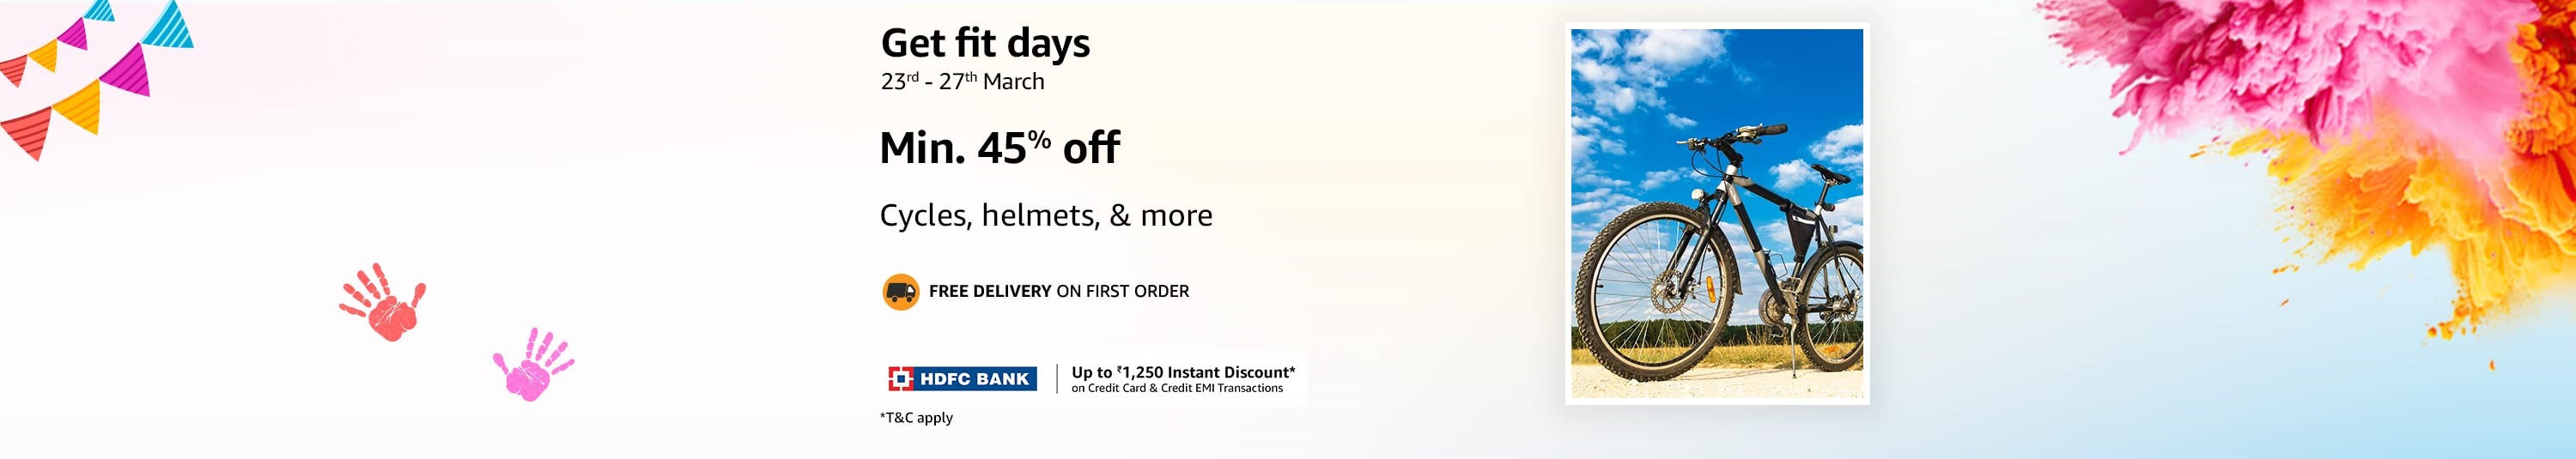 Get fit days
23rd - 27th March
Min. 45% off
Cycles, helmets, & more
FREE DELIVERY ON FIRST ORDER
HDFC BANK
Up to ₹1,250 Instant Discount*
on Credit Card & Credit EMI Transactions
*T&C apply